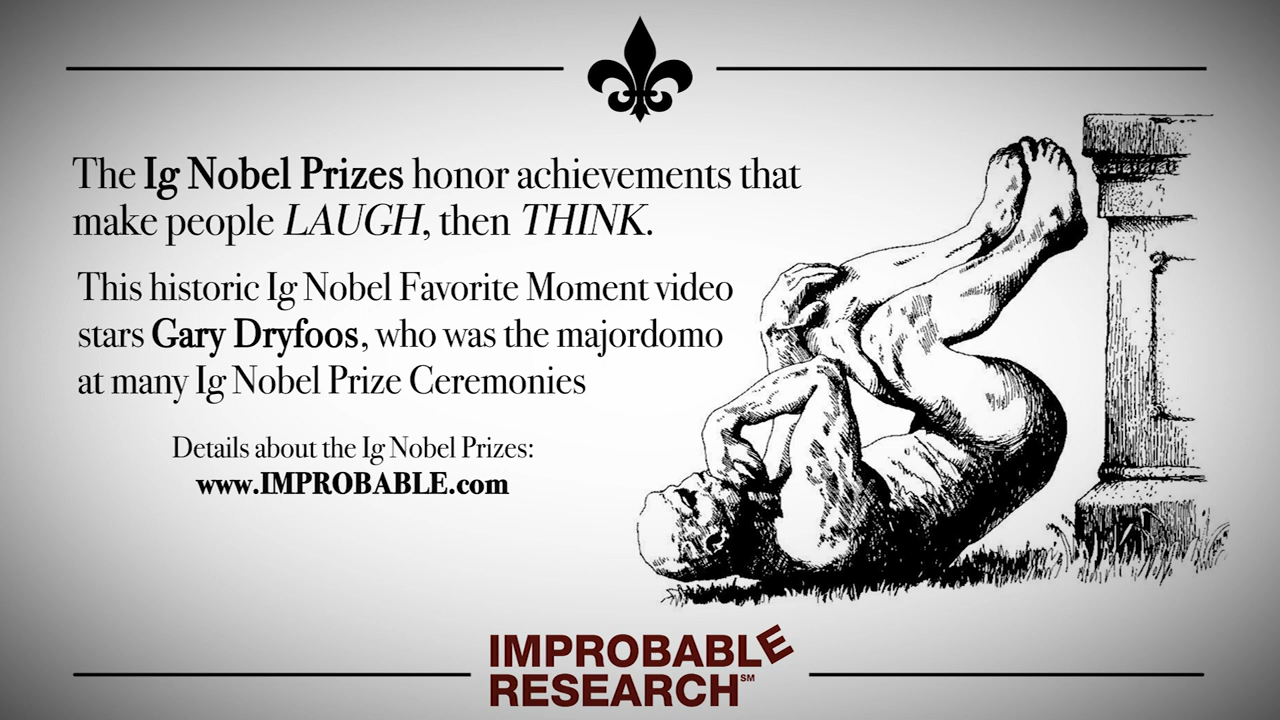 The Ig Nobel Prizes honor achievements that
make people LAUGH, then THINK.
This historic Ig Nobel Favorite Moment video
stars Gary Dryfoos, who was the majordomo
at many Ig Nobel Prize Ceremonies
Details about the Ig Nobel Prizes:
www.IMPROBABLE.com
IMPROBABLE
RESEARCH℠